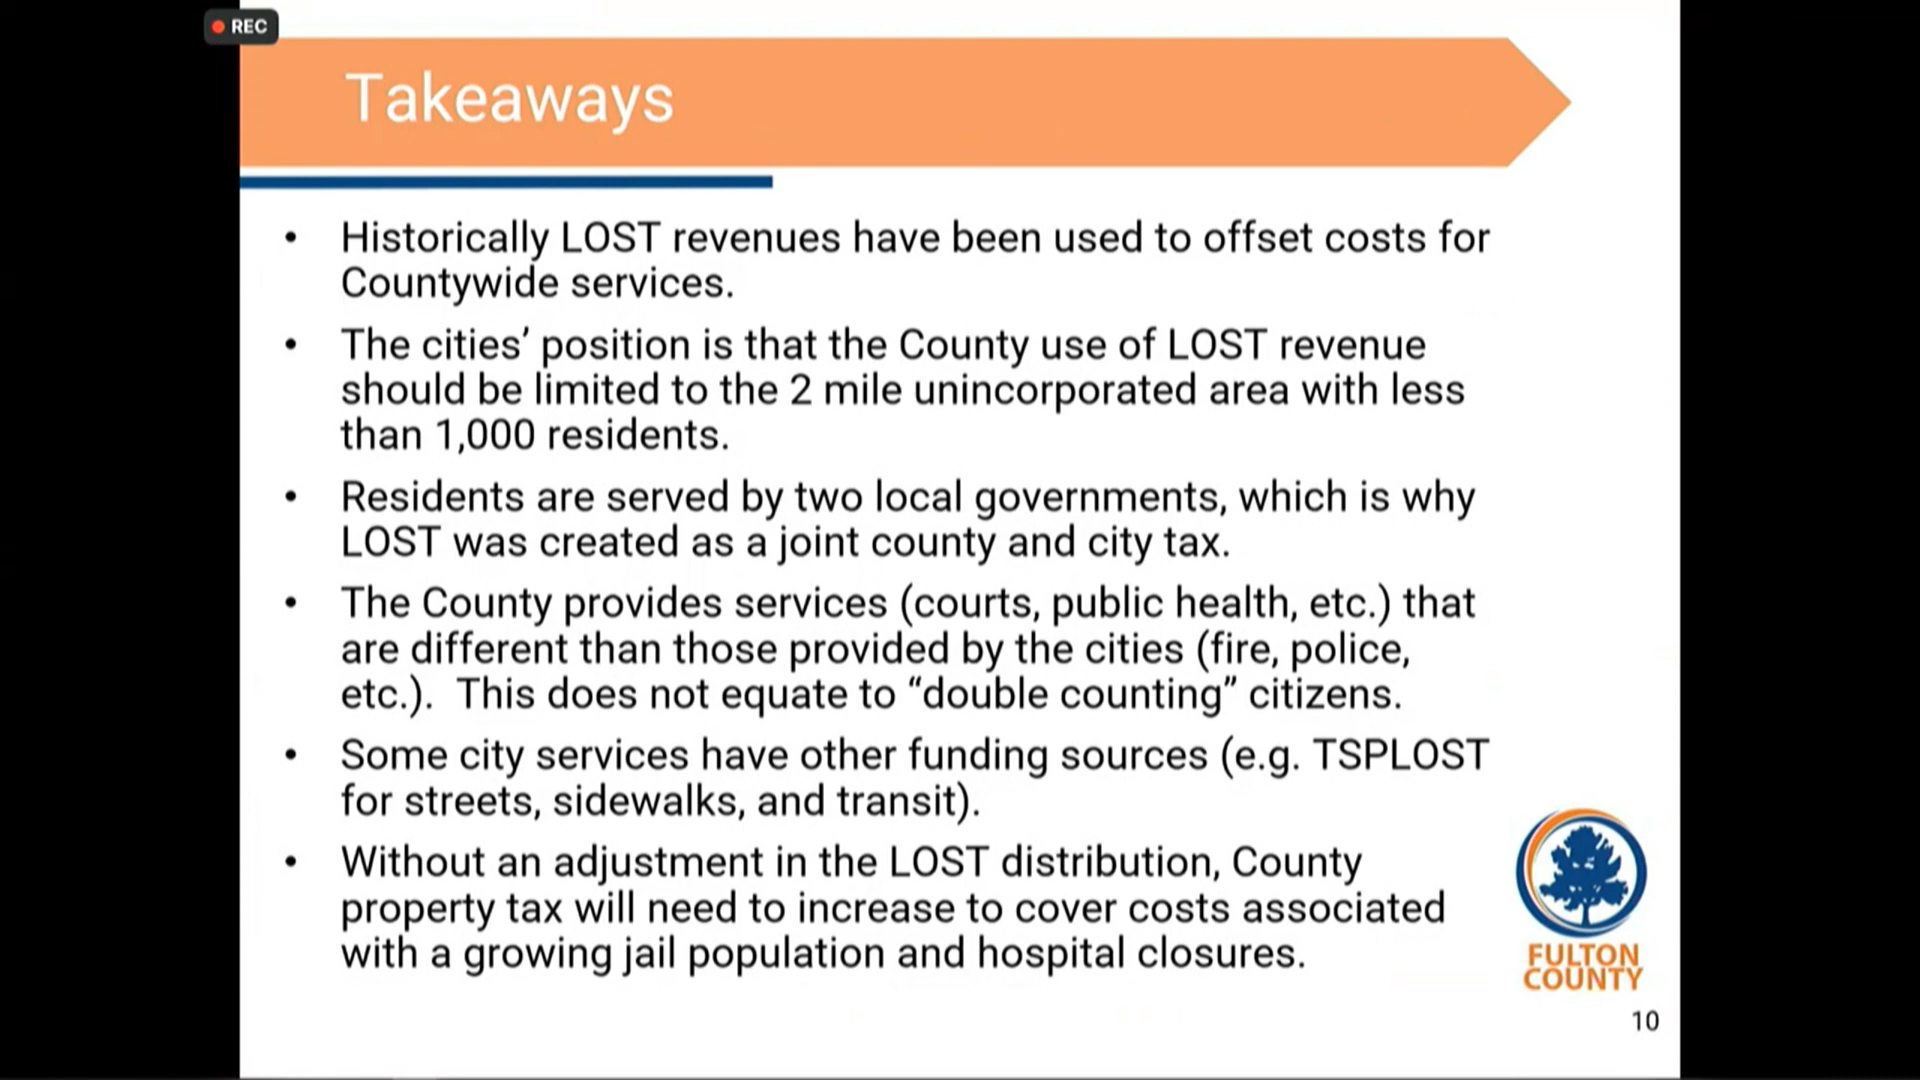 REC
Takeaways
• Historically LOST revenues have been used to offset costs for
Countywide services.
• The cities’ position is that the County use of LOST revenue
should be limited to the 2 mile unincorporated area with less
than 1,000 residents.
• Residents are served by two local governments, which is why
LOST was created as a joint county and city tax.
• The County provides services (courts, public health, etc.) that
are different than those provided by the cities (fire, police,
etc.).  This does not equate to “double counting” citizens.
• Some city services have other funding sources (e.g. TSPLOST
for streets, sidewalks, and transit).
• Without an adjustment in the LOST distribution, County
property tax will need to increase to cover costs associated
with a growing jail population and hospital closures.
FULTON
COUNTY
10